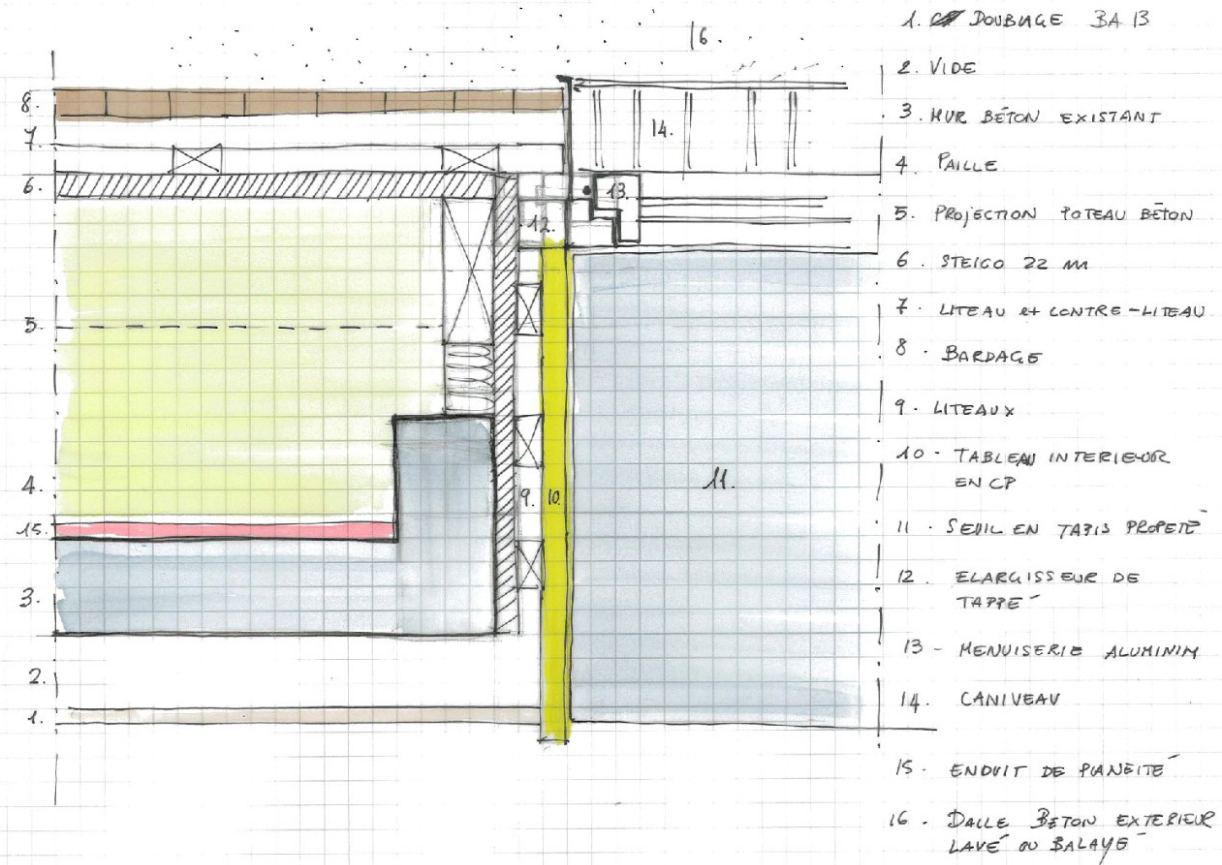 16.
8.
7.
6.
5.
4.
15.
3.
2.
1.
14.
13.
12.
9.
10.
11.
1. DOUBLAGE BA 13
2. VIDE
3. MUR BÉTON EXISTANT
4 PAILLE
5. PROJECTION POTEAU BÉTON
6. STEICO 22 mm
7. LITEAU et CONTRE-LITEAU
8. BARDAGE
9. LITEAUX
10- TABLEAU INTERIEUR
EN CP
11- SEUIL EN TAPIS PROPETÉ
12. ELARGISSEUR DE
TAPPÉ
13- MENUISERIE ALUMINIM
14. CANIVEAU
15. ENDUIT DE PLANEITÉ
16. DALLE BETON EXTERIEUR
LAVÉ OU BALAYÉ